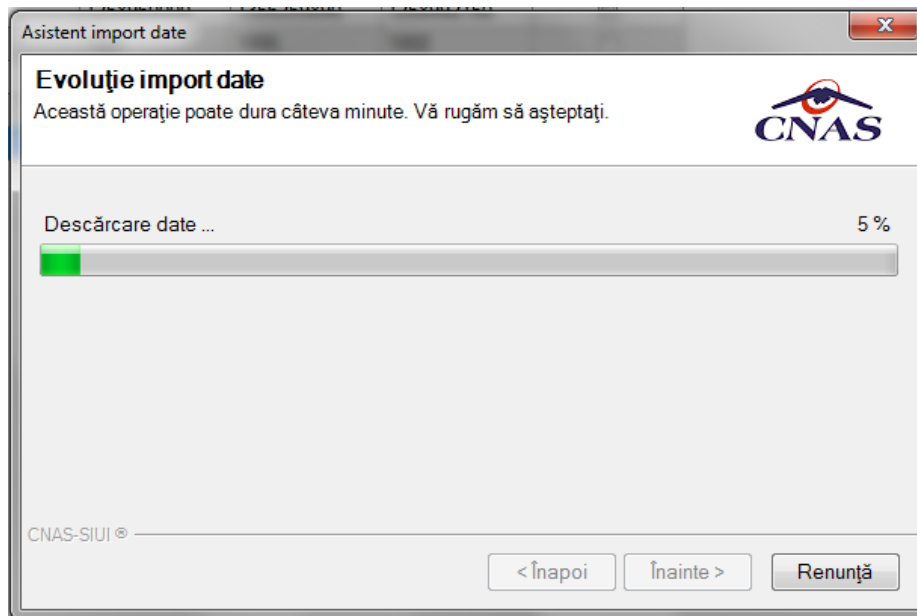 Asistent import date
Evoluţie import date
Această operaţie poate dura câteva minute. Vă rugăm să aşteptaţi.
CNAS
Descărcare date ... 5 %
CNAS-SIUI ®
< Înapoi Înainte > Renunţă